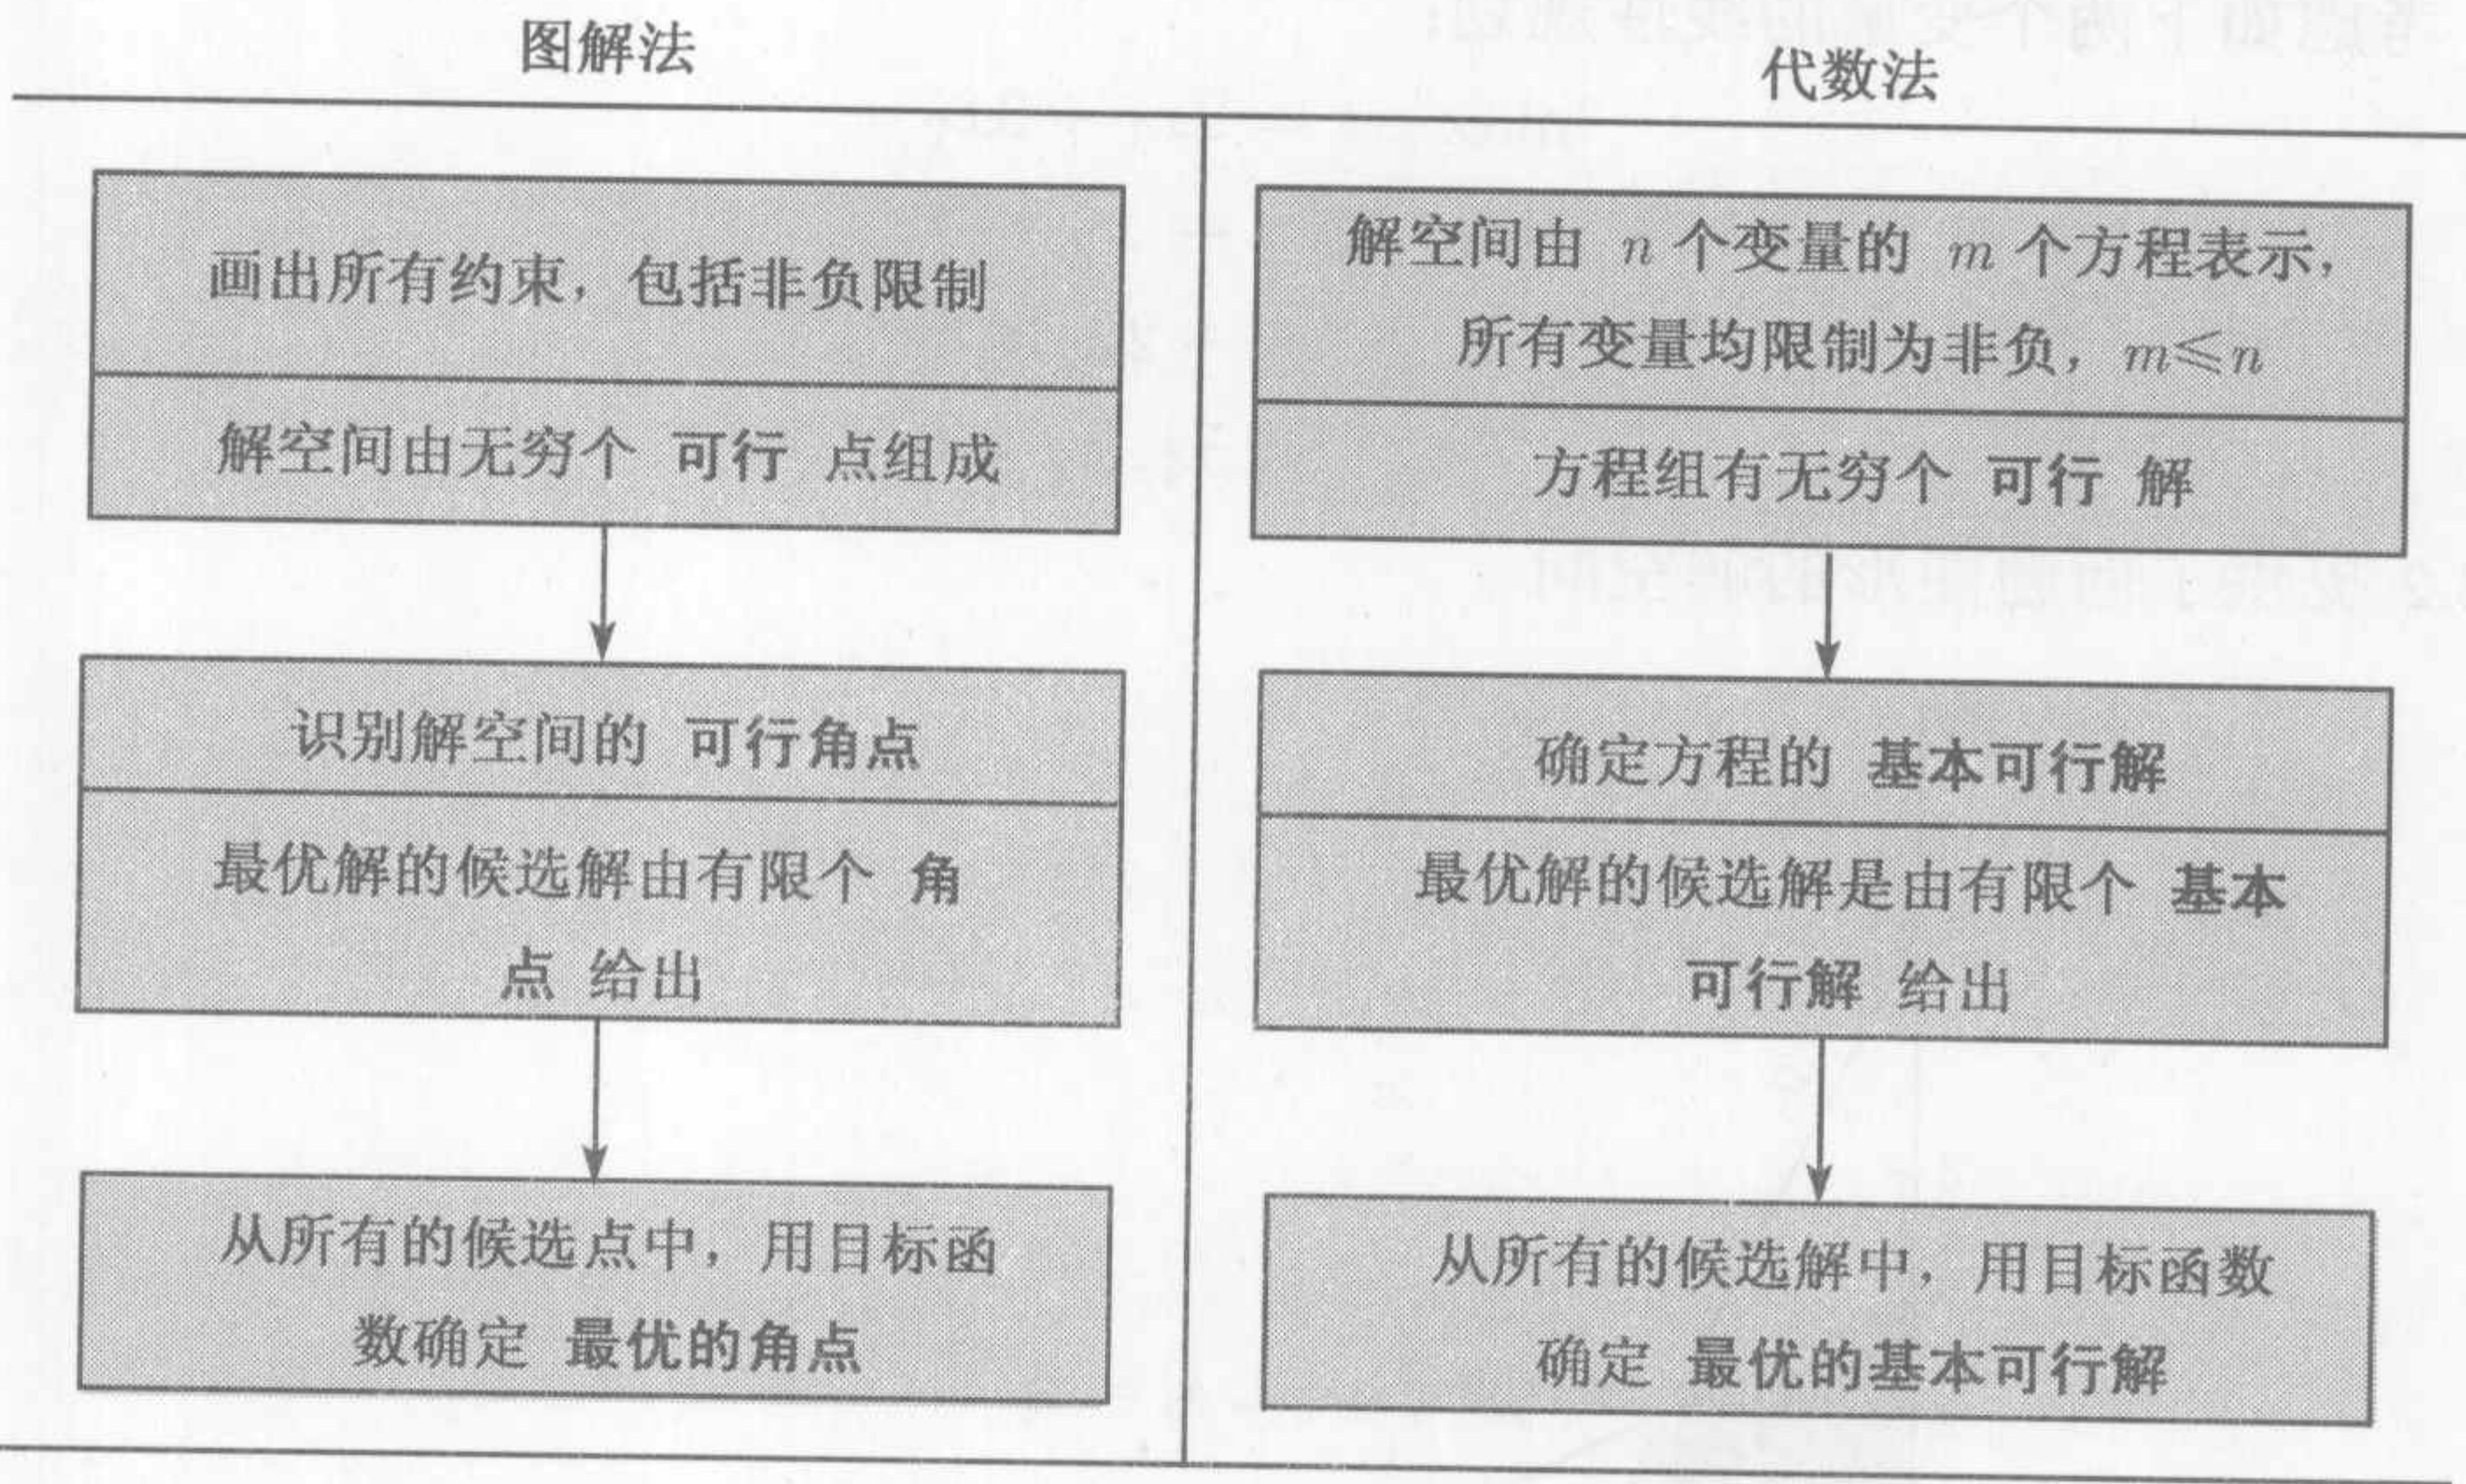 图解法
画出所有约束，包括非负限制
解空间由无穷个 可行 点组成
识别解空间的 可行角点
最优解的候选解由有限个 角
点 给出
从所有的候选点中，用目标函
数确定 最优的角点
代数法
解空间由 n 个变量的 m 个方程表示，
所有变量均限制为非负，m≤n
方程组有无穷个 可行 解
确定方程的 基本可行解
最优解的候选解是由有限个 基本
可行解 给出
从所有的候选解中，用目标函数
确定 最优的基本可行解